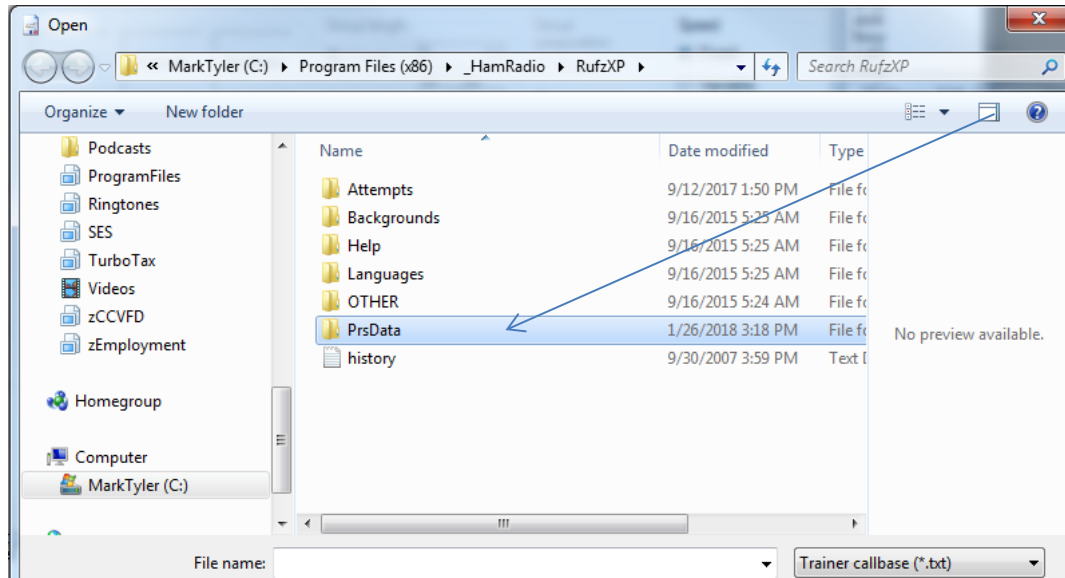 Open
« MarkTyler (C:) ▸ Program Files (x86) ▸ _HamRadio ▸ RufzXP ▸
Search RufzXP
Organize
New folder
Podcasts
ProgramFiles
Ringtones
SES
TurboTax
Videos
zCCVFD
zEmployment
Homegroup
Computer
MarkTyler (C:)
Name Date modified Type
Attempts 9/12/2017 1:50 PM File fo
Backgrounds 9/16/2015 5:25 AM File fo
Help 9/16/2015 5:25 AM File fo
Languages 9/16/2015 5:25 AM File fo
OTHER 9/16/2015 5:24 AM File fo
PrsData 1/26/2018 3:18 PM File fo
history 9/30/2007 3:59 PM Text D
No preview available.
File name:
Trainer callbase (*.txt)